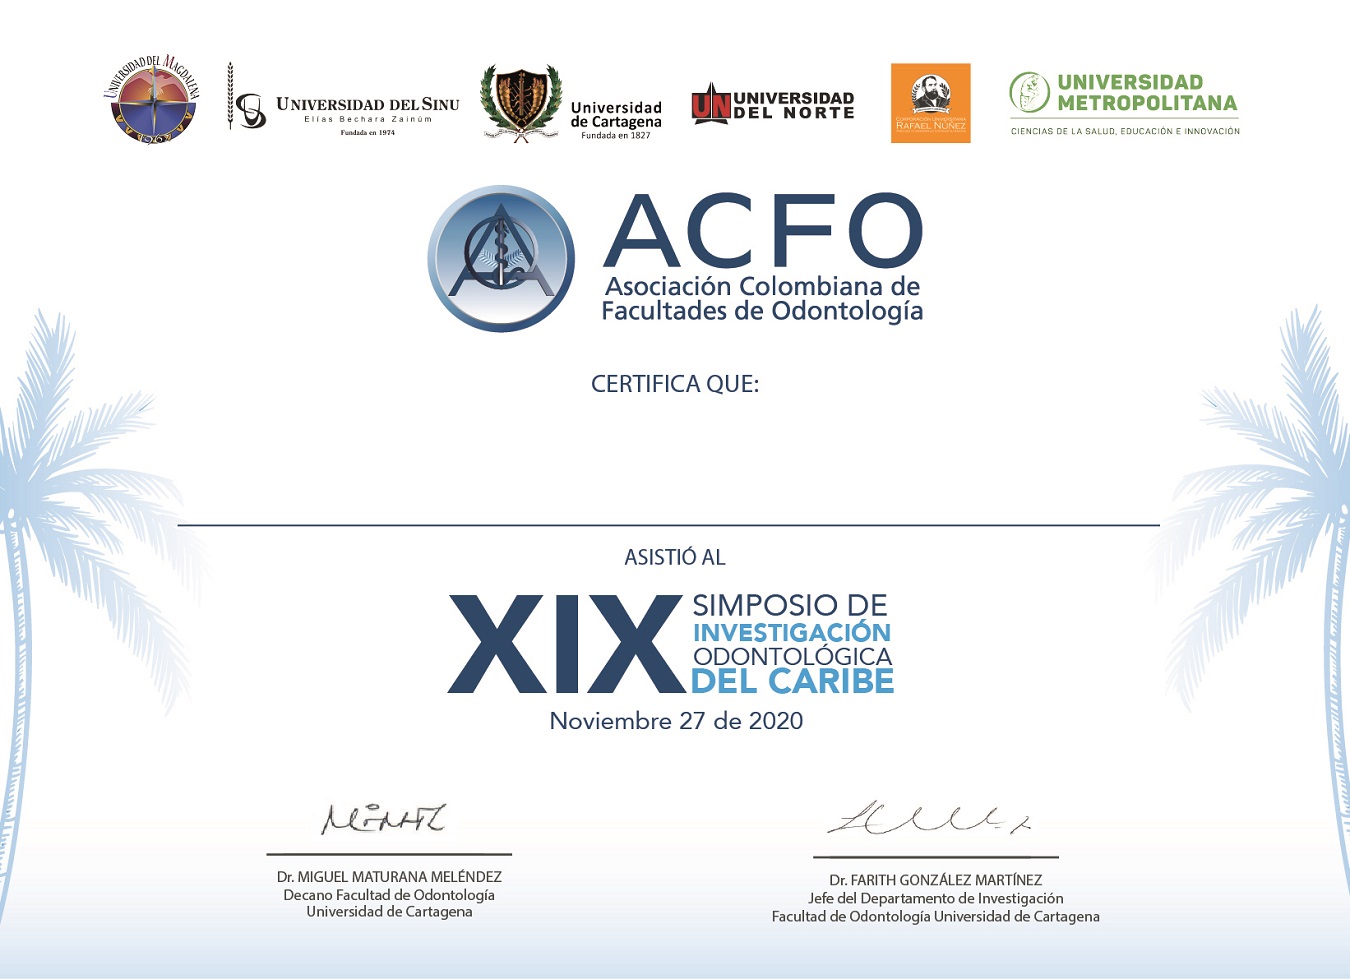 UNIVERSIDAD DEL MAGDALENA
1962
UNIVERSIDAD DEL SINU
Elías Bechara Zainúm
Fundada en 1974
Universidad
de Cartagena
Fundada en 1827
UN UNIVERSIDAD
DEL NORTE
CORPORACIÓN UNIVERSITARIA
RAFAEL NÚÑEZ
UNIVERSIDAD
METROPOLITANA
CIENCIAS DE LA SALUD, EDUCACIÓN E INNOVACIÓN
ACFO
Asociación Colombiana de
Facultades de Odontología
CERTIFICA QUE:
ASISTIÓ AL
XIX SIMPOSIO DE
INVESTIGACIÓN
ODONTOLÓGICA
DEL CARIBE
Noviembre 27 de 2020
Dr. MIGUEL MATURANA MELÉNDEZ
Decano Facultad de Odontología
Universidad de Cartagena
Dr. FARITH GONZÁLEZ MARTÍNEZ
Jefe del Departamento de Investigación
Facultad de Odontología Universidad de Cartagena